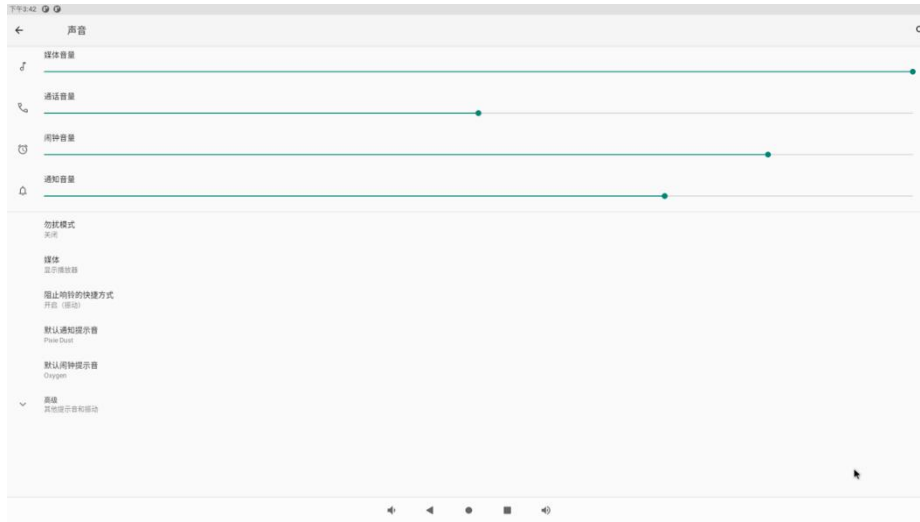 下午3:42
声音
媒体音量
通话音量
闹钟音量
通知音量
勿扰模式
关闭
媒体
显示播放器
阻止响铃的快捷方式
开启（振动）
默认通知提示音
Pixie Dust
默认闹钟提示音
Oxygen
高级
其他提示音和振动